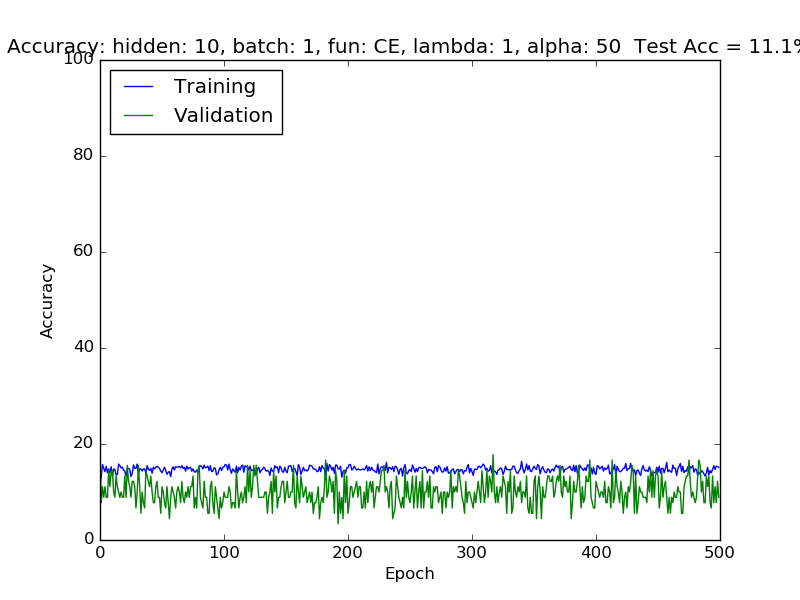 Accuracy: hidden: 10, batch: 1, fun: CE, lambda: 1, alpha: 50  Test Acc = 11.1%
100
Training
Validation
80
60
40
20
0
Accuracy
0 100 200 300 400 500
Epoch